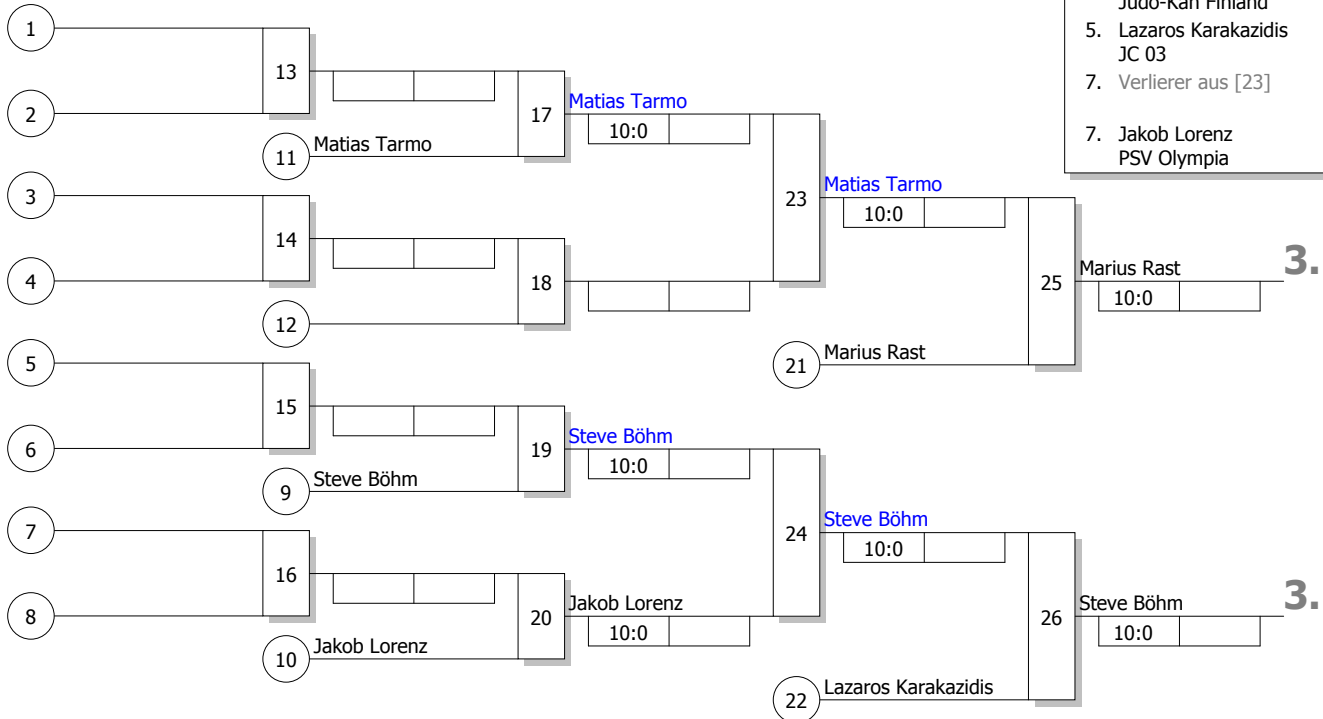 Judo-Kan Finland
5. Lazaros Karakazidis
JC 03
7. Verlierer aus [23]
7. Jakob Lorenz
PSV Olympia
1
13
2
17
Matias Tarmo
10:0
11
Matias Tarmo
3
23
Matias Tarmo
10:0
14
4
18
25
Marius Rast
3.
10:0
12
21
Marius Rast
5
15
6
19
Steve Böhm
10:0
9
Steve Böhm
7
24
Steve Böhm
10:0
16
8
20
Jakob Lorenz
10:0
26
Steve Böhm
3.
10:0
10
Jakob Lorenz
22
Lazaros Karakazidis